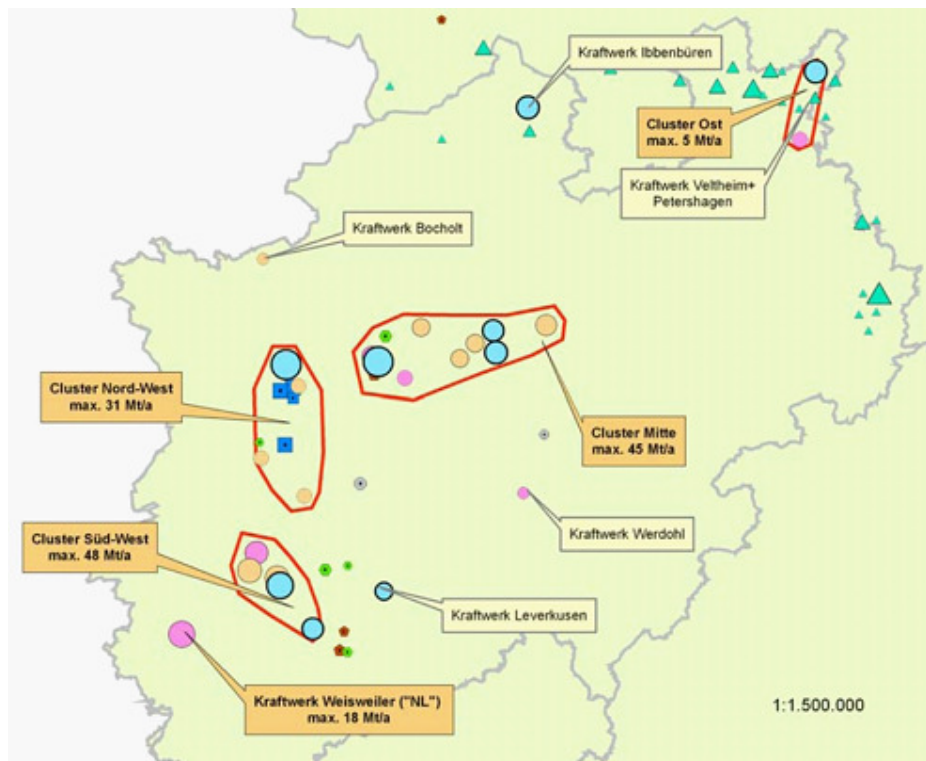 Kraftwerk Ibbenbüren
Cluster Ost
max. 5 Mt/a
Kraftwerk Veltheim+
Petershagen
Kraftwerk Bocholt
Cluster Nord-West
max. 31 Mt/a
Cluster Mitte
max. 45 Mt/a
Cluster Süd-West
max. 48 Mt/a
Kraftwerk Werdohl
Kraftwerk Leverkusen
Kraftwerk Weisweiler ("NL")
max. 18 Mt/a
1:1.500.000